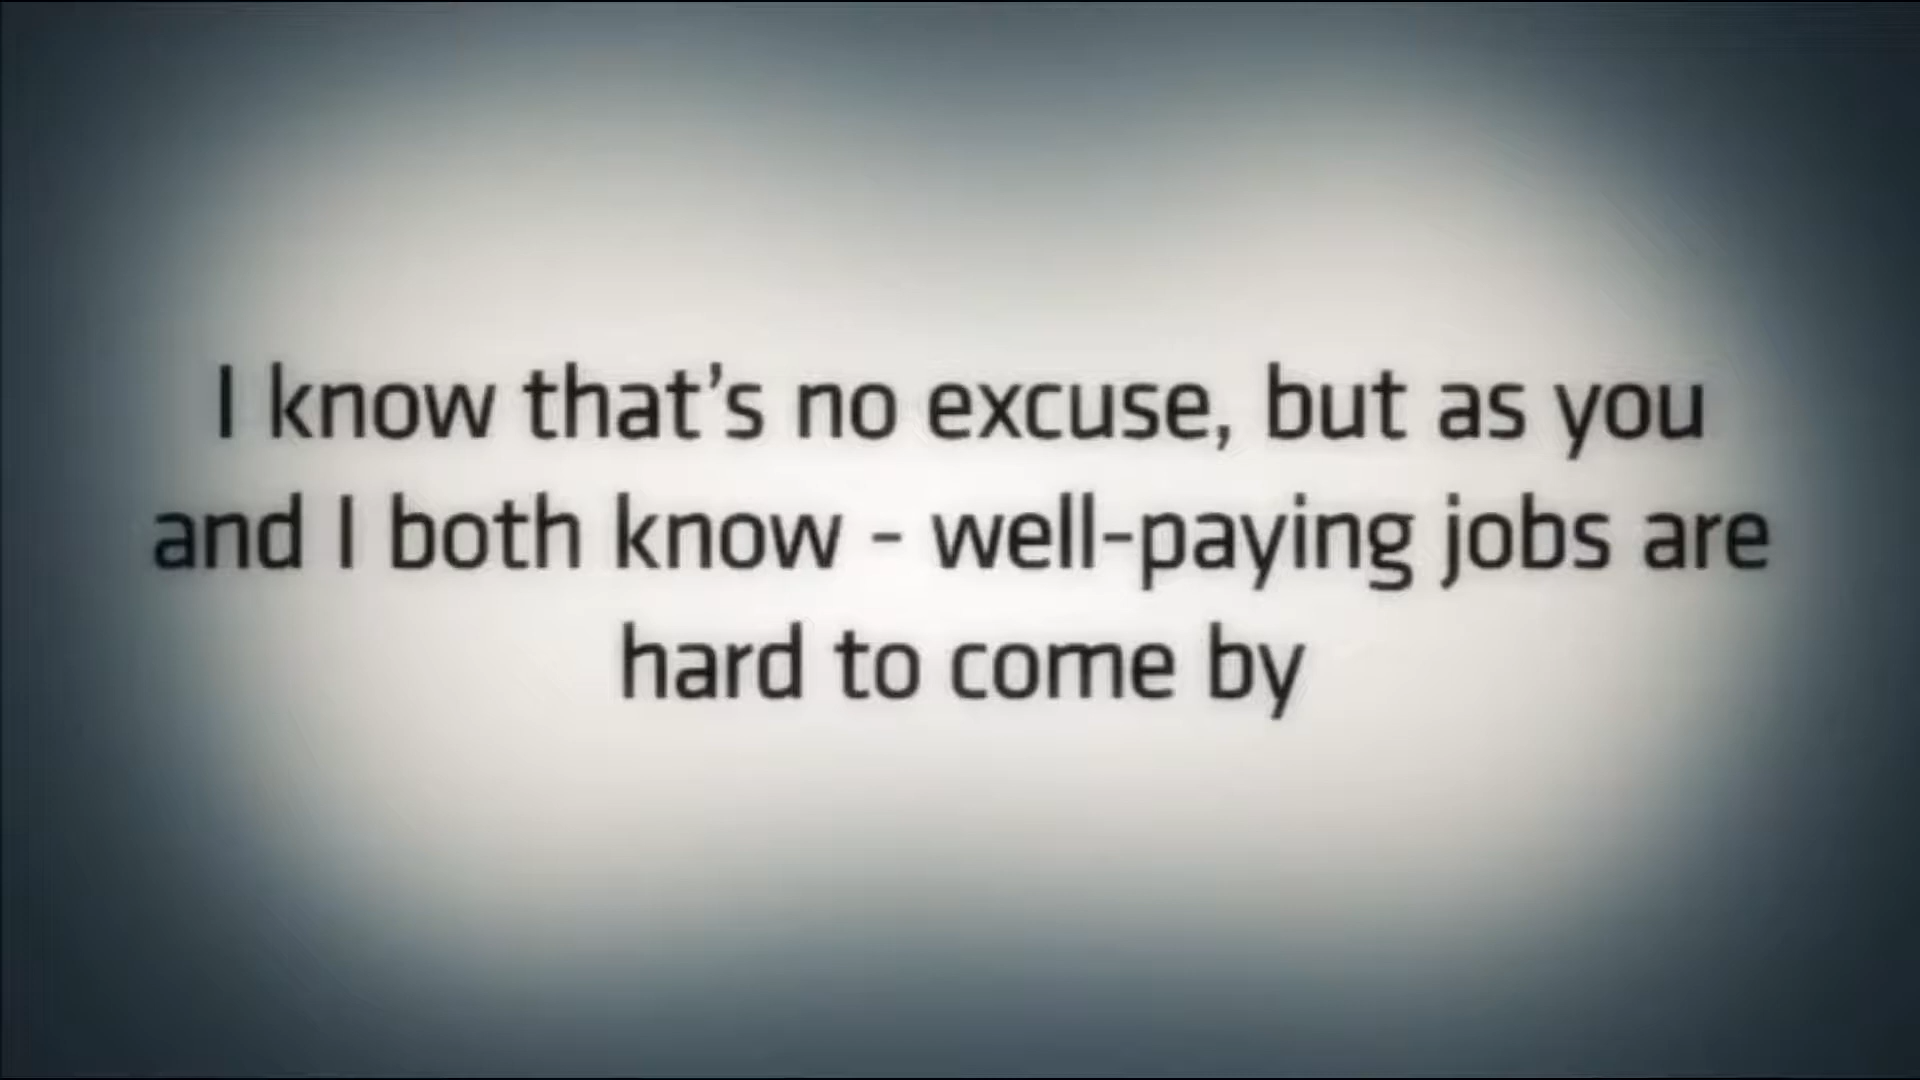 I know that’s no excuse, but as you
and I both know - well-paying jobs are
hard to come by